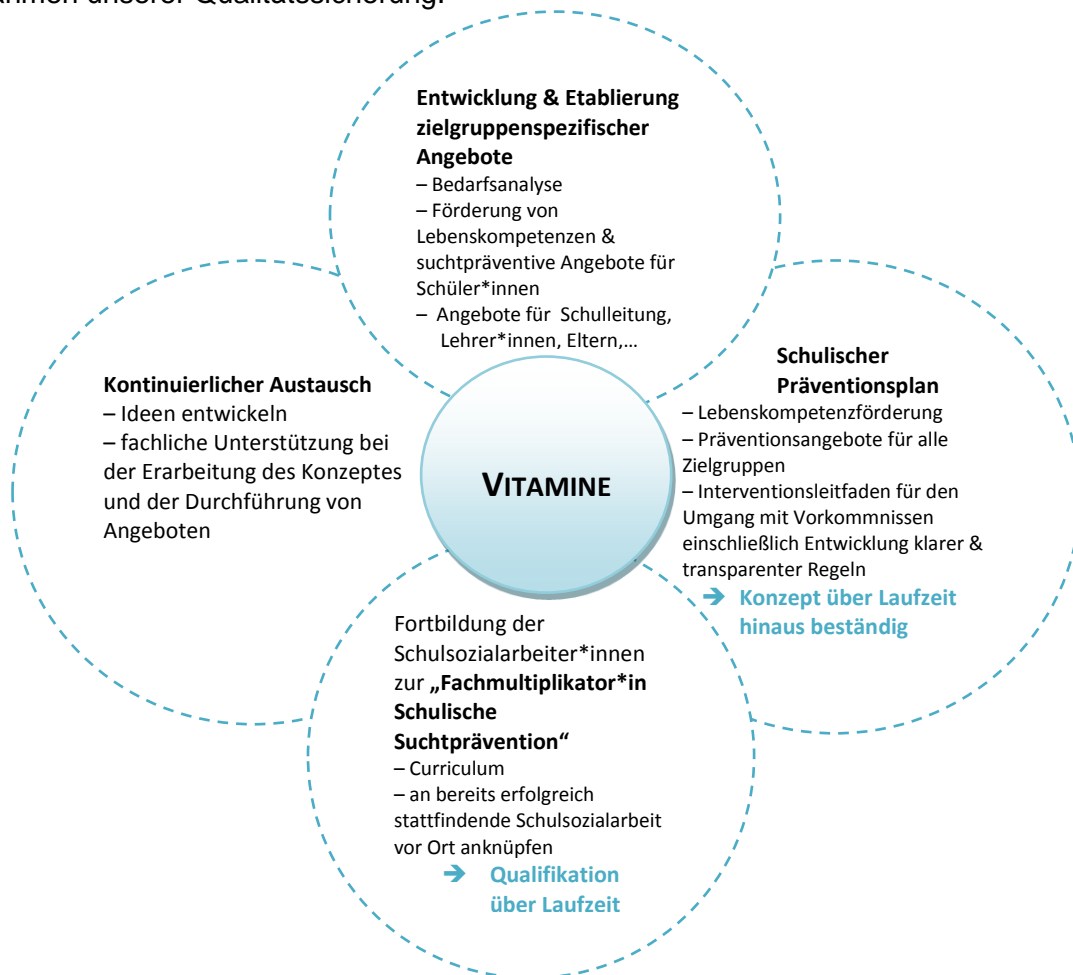 unserer Qualitätssicherung.
Entwicklung & Etablierung
zielgruppenspezifischer
Angebote
– Bedarfsanalyse
– Förderung von
Lebenskompetenzen &
suchtpräventive Angebote für
Schüler*innen
– Angebote für Schulleitung,
Lehrer*innen, Eltern,...
Kontinuierlicher Austausch
– Ideen entwickeln
– fachliche Unterstützung bei
der Erarbeitung des Konzeptes
und der Durchführung von
Angeboten
VITAMINE
Schulischer
Präventionsplan
– Lebenskompetenzförderung
– Präventionsangebote für alle
Zielgruppen
– Interventionsleitfaden für den
Umgang mit Vorkommnissen
einschließlich Entwicklung klarer &
transparenter Regeln
➔ Konzept über Laufzeit
hinaus beständig
Fortbildung der
Schulsozialarbeiter*innen
zur „Fachmultiplikator*in
Schulische
Suchtprävention“
– Curriculum
– an bereits erfolgreich
stattfindende Schulsozialarbeit
vor Ort anknüpfen
➔ Qualifikation
über Laufzeit